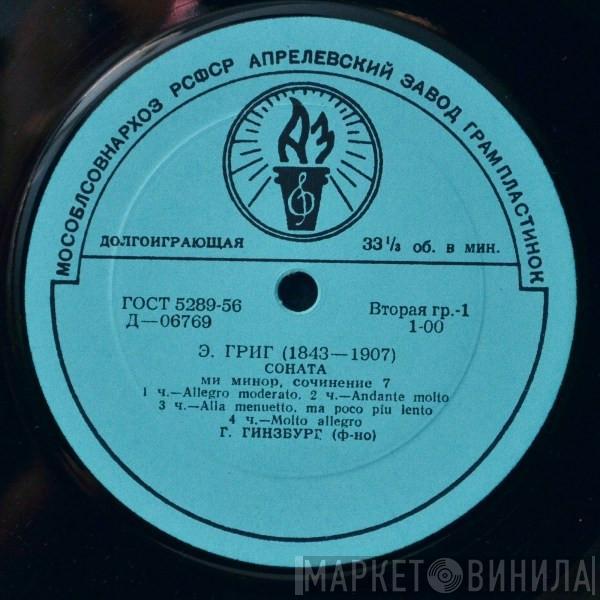 МОСОБЛСОВНАРХОЗ РСФСР АПРЕЛЕВСКИЙ ЗАВОД ГРАМПЛАСТИНОК
АЗ
ДОЛГОИГРАЮЩАЯ 33 1/3 об. в мин.
ГОСТ 5289-56 Вторая гр.-1
Д—06769 1-00
Э. ГРИГ (1843—1907)
СОНАТА
ми минор, сочинение 7
1 ч.—Allegro moderato, 2 ч.—Andante molto
3 ч.—Alla menuetto, ma poco piu lento
4 ч.—Molto allegro
Г. ГИНЗБУРГ (ф-но)
МАРКЕТ ВИНИЛА